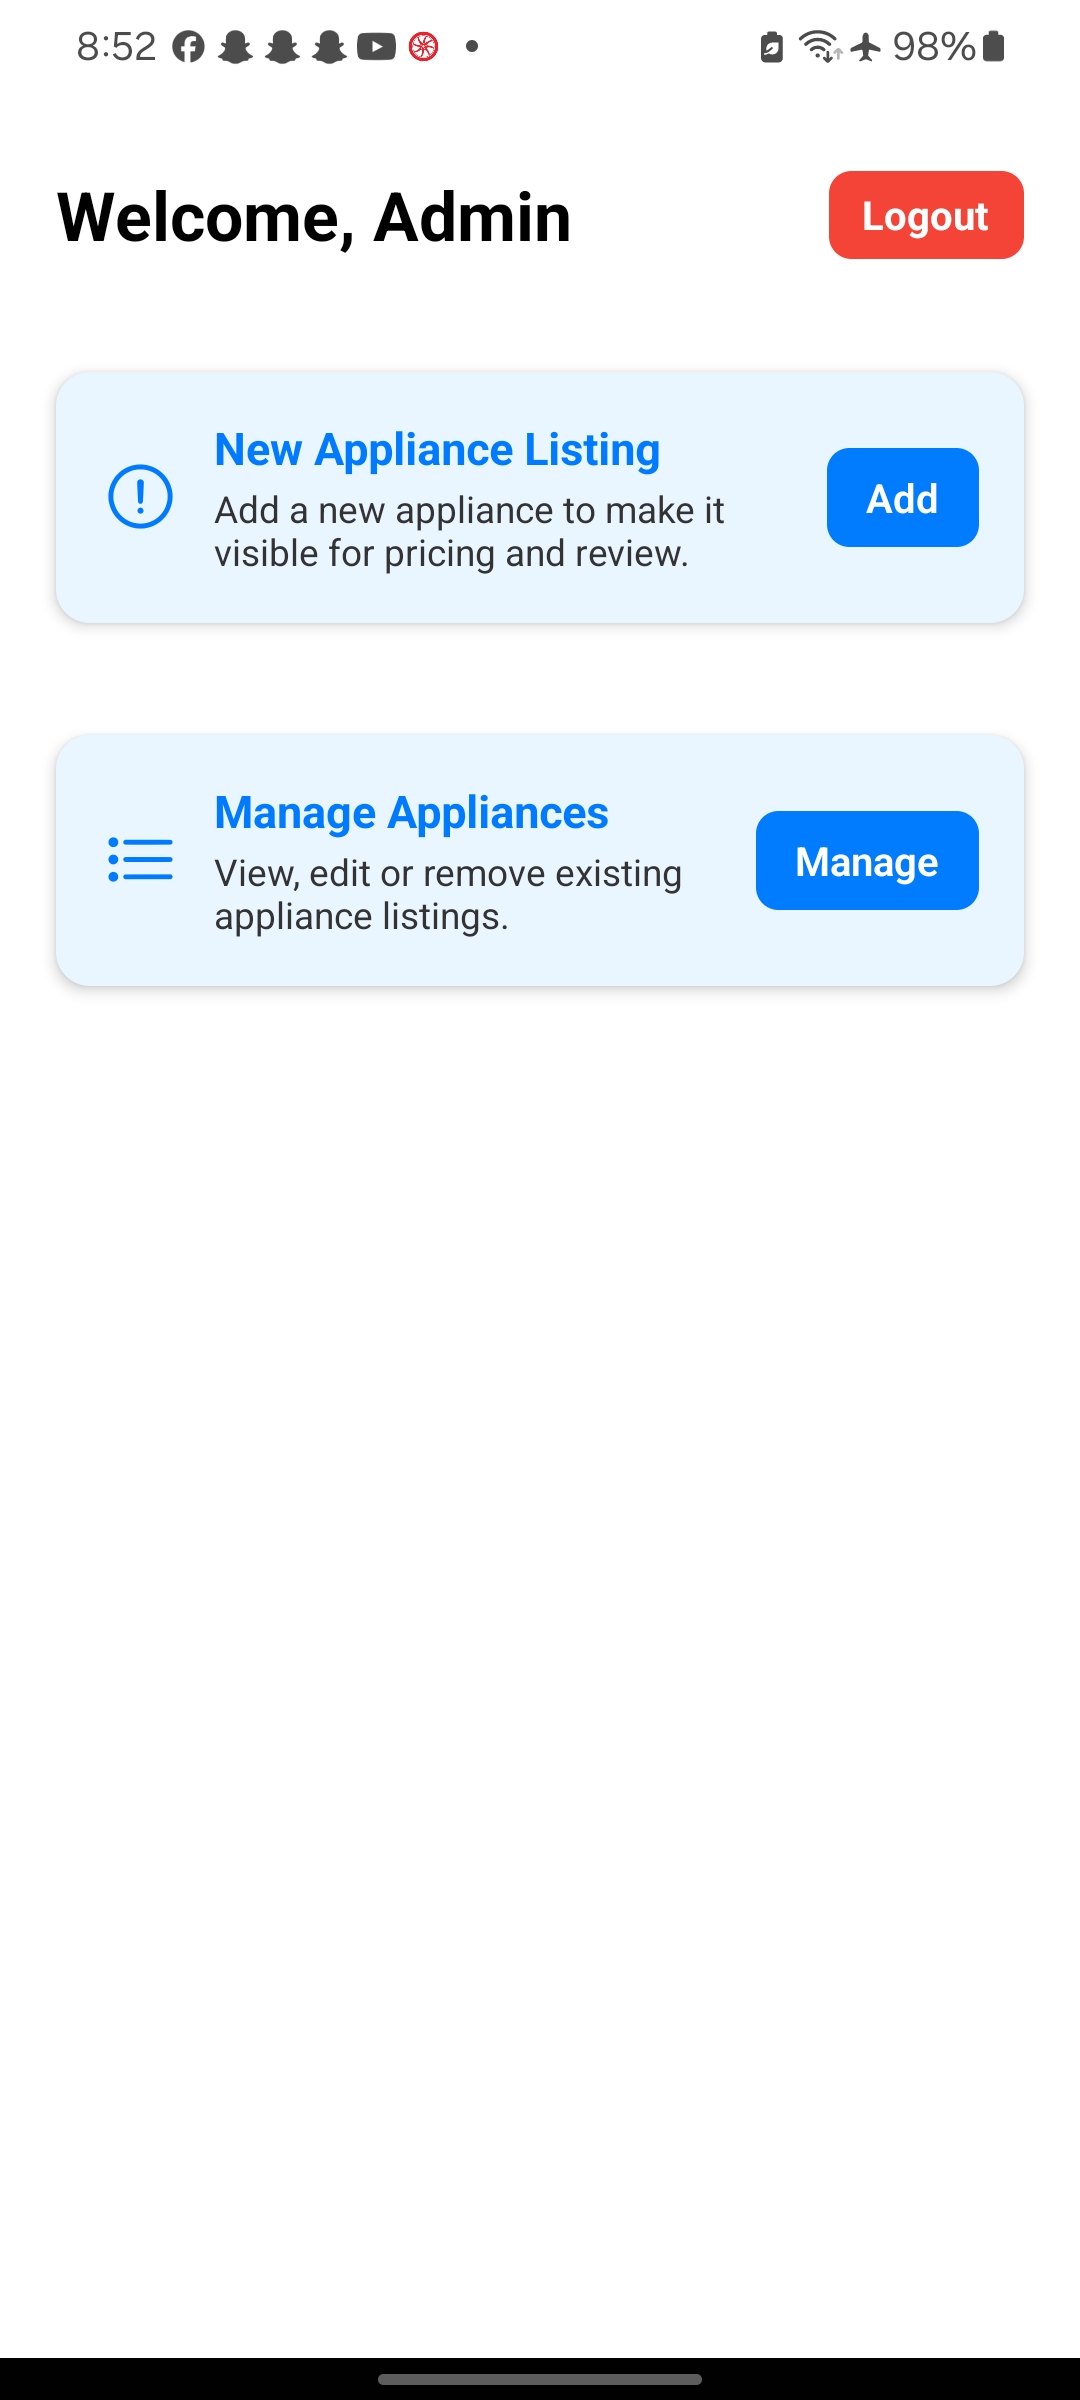 8:52
98%
Welcome, Admin
Logout
New Appliance Listing
Add a new appliance to make it
visible for pricing and review.
Add
Manage Appliances
View, edit or remove existing
appliance listings.
Manage